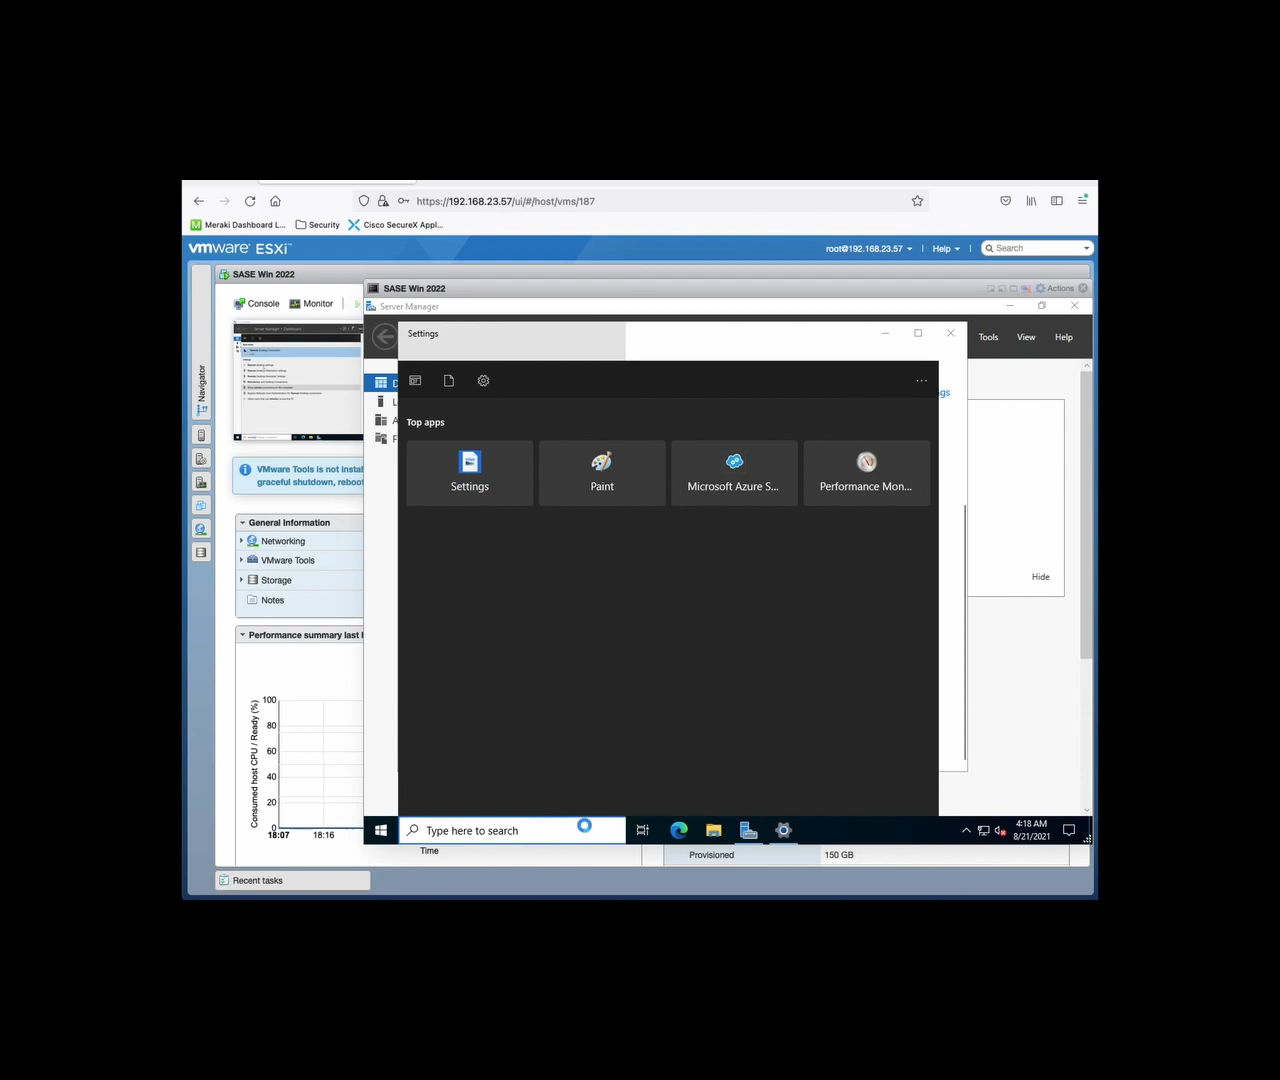 https://192.168.23.57/ui/#/host/vms/187
Meraki Dashboard L... Security Cisco SecureX Appl...
vmware ESXi
root@192.168.23.57 | Help | Search
SASE Win 2022
SASE Win 2022 Actions
Console Monitor
Server Manager
Settings
Tools View Help
Navigator
Top apps
Settings Paint Microsoft Azure S... Performance Mon...
VMware Tools is not instal
graceful shutdown, reboot
General Information
Networking
VMware Tools
Storage
Notes
Hide
Performance summary last
Consumed host CPU / Ready (%)
100
80
60
40
20
0
18:07 18:16
Type here to search
4:18 AM
8/21/2021
Time
Provisioned 150 GB
Recent tasks